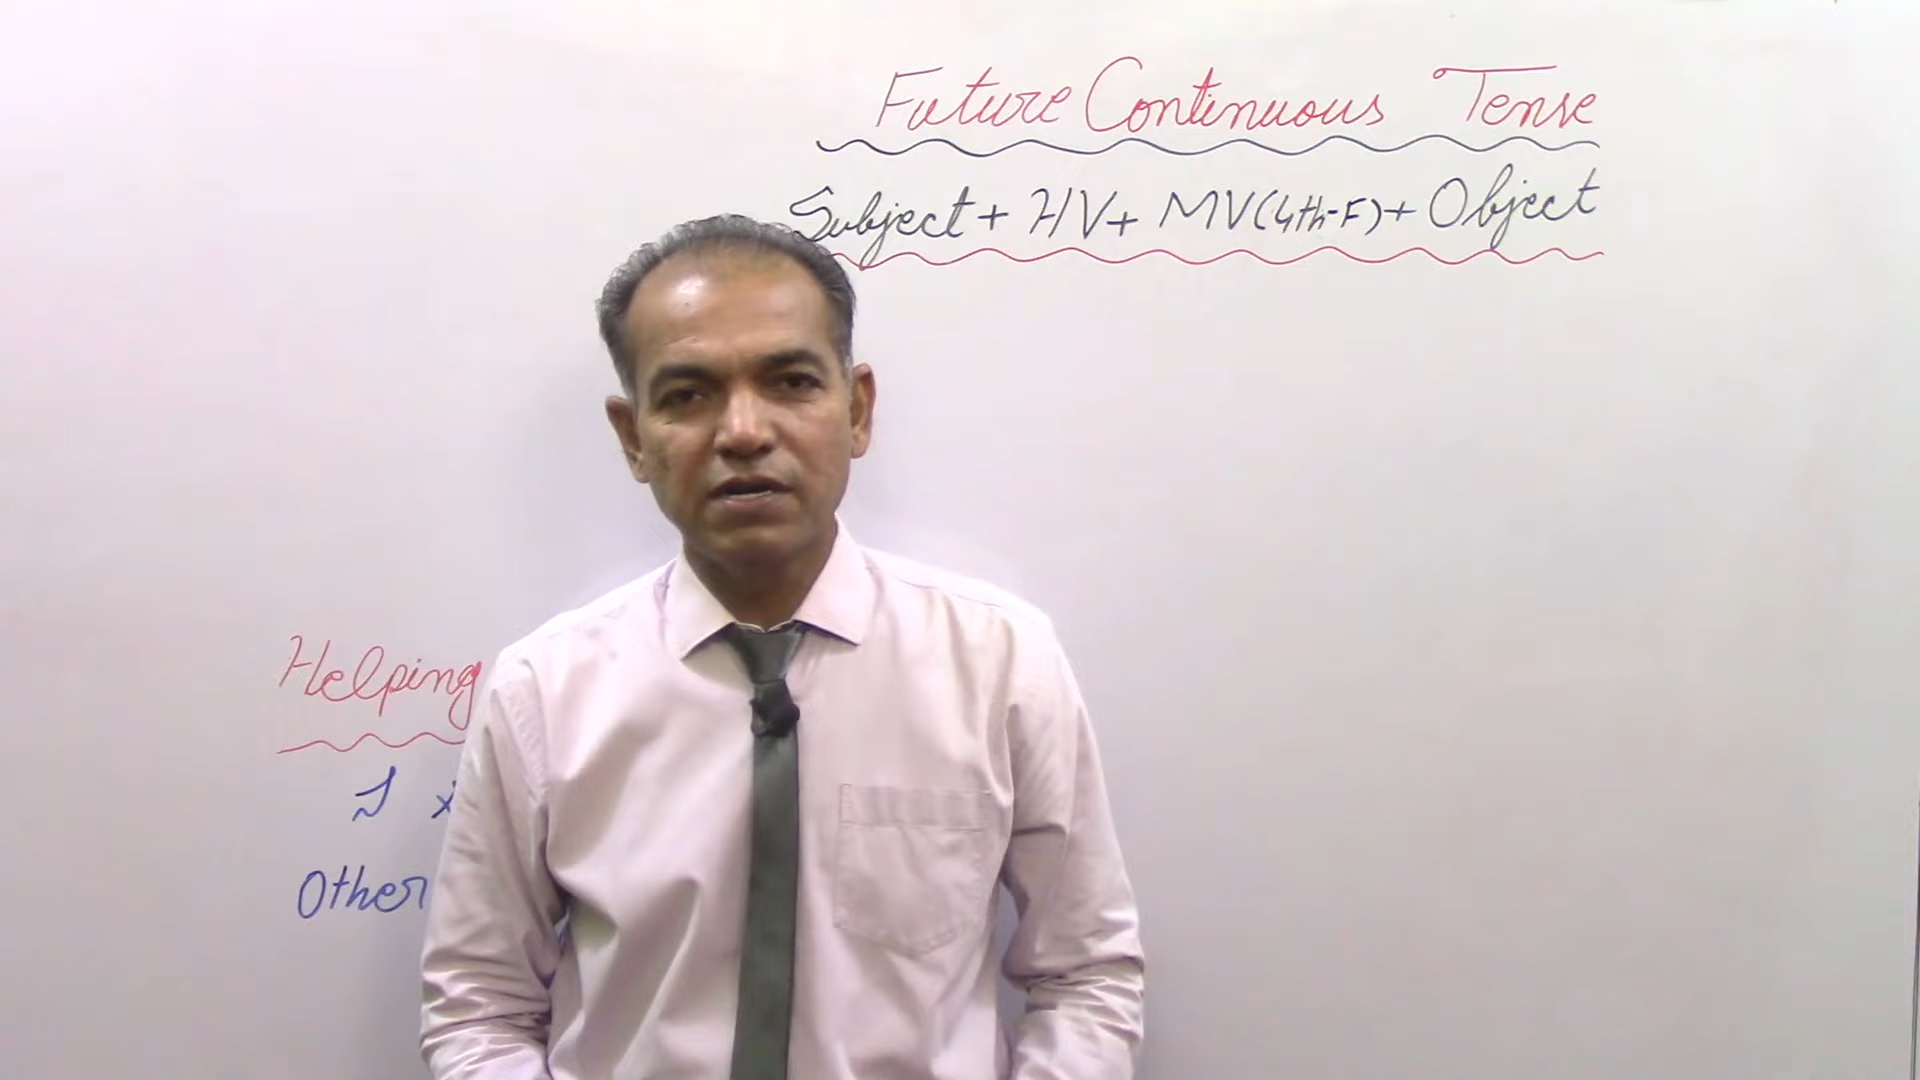 Future Continuous Tense
Subject + HV + MV(4th-F) + Object
Helping
I
Other